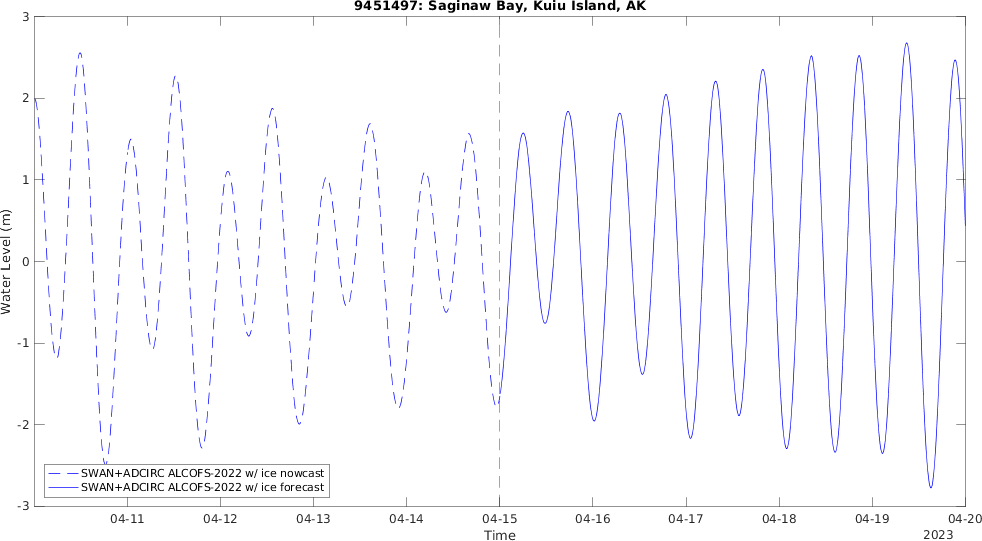 9451497: Saginaw Bay, Kuiu Island, AK
3
2
1
0
-1
-2
-3
Water Level (m)
SWAN+ADCIRC ALCOFS-2022 w/ ice nowcast
SWAN+ADCIRC ALCOFS-2022 w/ ice forecast
04-11 04-12 04-13 04-14 04-15 04-16 04-17 04-18 04-19 04-20
Time
2023